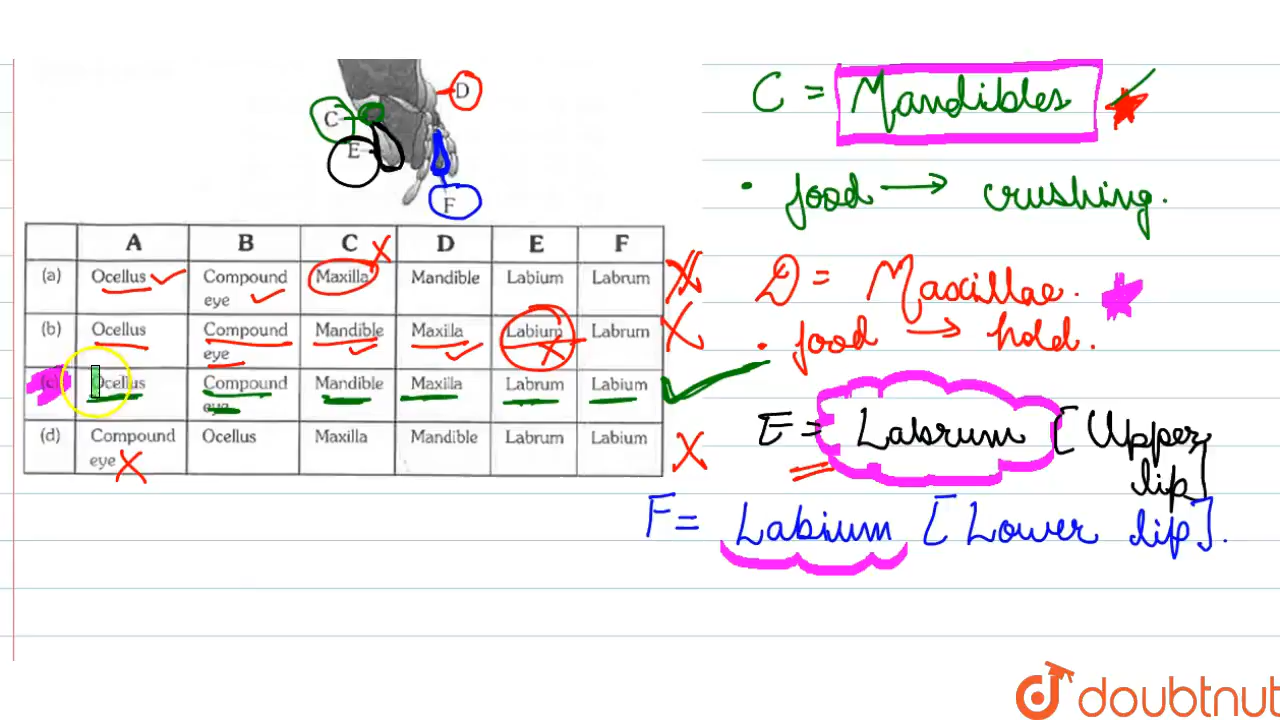 D
C
E
F
A B C D E F
(a) Ocellus Compound eye Maxilla Mandible Labium Labrum
(b) Ocellus Compound eye Mandible Maxilla Labium Labrum
(c) Ocellus Compound eye Mandible Maxilla Labrum Labium
(d) Compound eye Ocellus Maxilla Mandible Labrum Labium
C = Mandibles
• food → crushing.
D = Maxillae.
• food → hold.
E = Labrum [Upper
lip]
F = Labium [Lower lip].
doubtnut